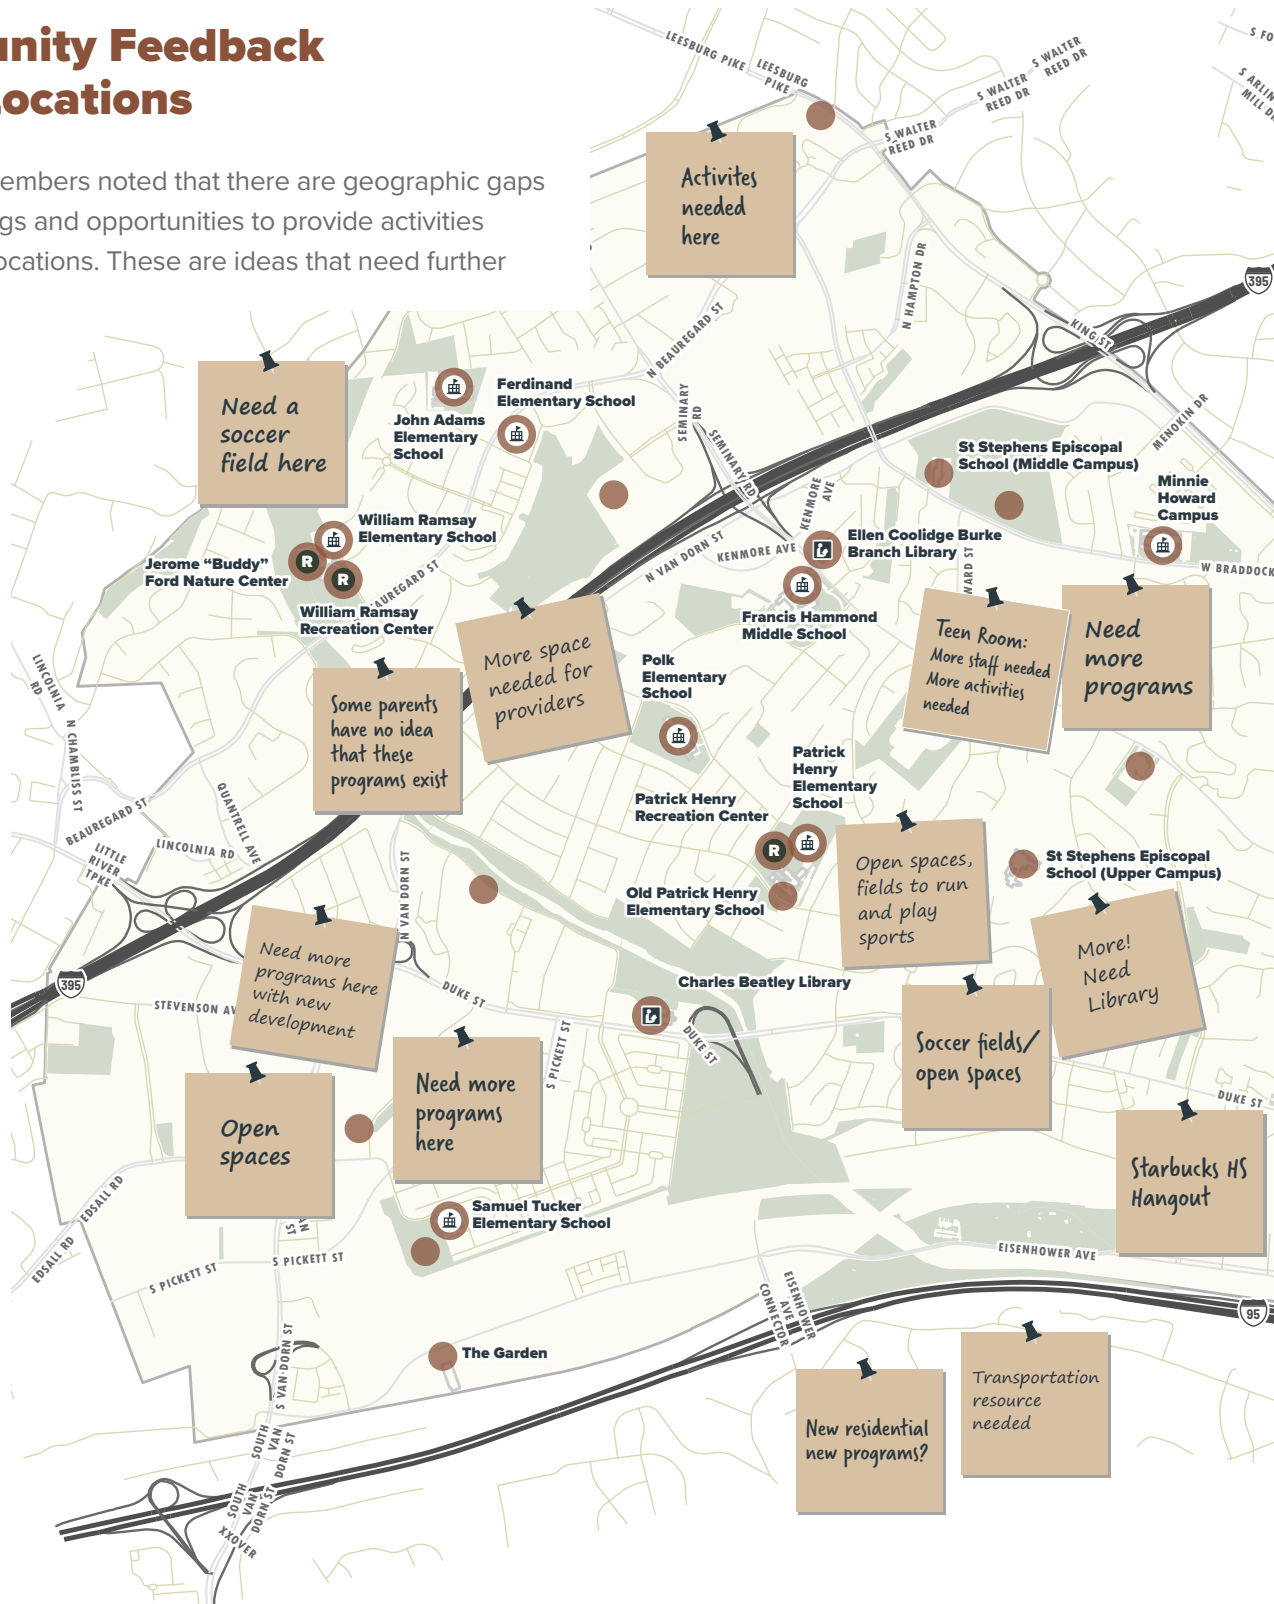 unity Feedback
Locations
embers noted that there are geographic gaps
gs and opportunities to provide activities
ocations. These are ideas that need further
LEESBURG PIKE
LEESBURG
PIKE
S WALTER
REED DR
S WALTER
REED DR
S WALTER
REED DR
S FO
S ARLIN
MILL D
Activites
needed
here
N HAMPTON DR
395
KING ST
N BEAUREGARD ST
Need a
soccer
field here
John Adams
Elementary
School
Ferdinand
Elementary School
SEMINARY
RD
SEMINARY RD
MENOKIN DR
St Stephens Episcopal
School (Middle Campus)
Minnie
Howard
Campus
KENMORE
AVE
William Ramsay
Elementary School
Jerome “Buddy”
Ford Nature Center
R
R
William Ramsay
Recreation Center
AUREGARD ST
N VAN DORN ST
KENMORE AVE
Ellen Coolidge Burke
Branch Library
WARD ST
W BRADDOCK
Francis Hammond
Middle School
More space
needed for
providers
Teen Room:
More staff needed
More activities
needed
Need
more
programs
LINCOLNIA
RD
N CHAMBLISS ST
Some parents
have no idea
that these
programs exist
Polk
Elementary
School
Patrick
Henry
Elementary
School
Patrick Henry
Recreation Center
R
BEAUREGARD ST
QUANTRELL AVE
LINCOLNIA RD
LITTLE
RIVER
TPKE
N VAN DORN ST
Old Patrick Henry
Elementary School
Open spaces,
fields to run
and play
sports
St Stephens Episcopal
School (Upper Campus)
More!
Need
Library
Need more
programs here
with new
development
395
STEVENSON AV
DUKE ST
Charles Beatley Library
DUKE ST
S PICKETT ST
Soccer fields/
open spaces
DUKE ST
Need more
programs
here
Open
spaces
Starbucks HS
Hangout
EDSALL RD
EDSALL RD
AN
ST
Samuel Tucker
Elementary School
S PICKETT ST
S PICKETT ST
EISENHOWER AVE
EISENHOWER
AVE
CONNECTOR
95
S VAN DORN ST
The Garden
New residential
new programs?
Transportation
resource
needed
SOUTH
VAN
DORN ST
SOUTH
VAN
DORN ST
XXOVER